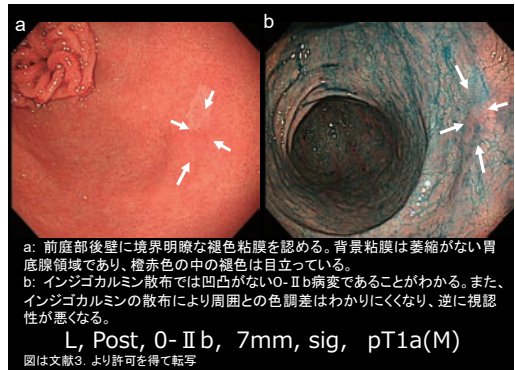 a
b
a: 前庭部後壁に境界明瞭な褪色粘膜を認める。背景粘膜は萎縮がない胃
底腺領域であり、橙赤色の中の褪色は目立っている。
b: インジゴカルミン散布では凹凸がない0-Ⅱb病変であることがわかる。また、
インジゴカルミンの散布により周囲との色調差はわかりにくくなり、逆に視認
性が悪くなる。
L, Post, 0-Ⅱb, 7mm, sig, pT1a(M)
図は文献3. より許可を得て転写